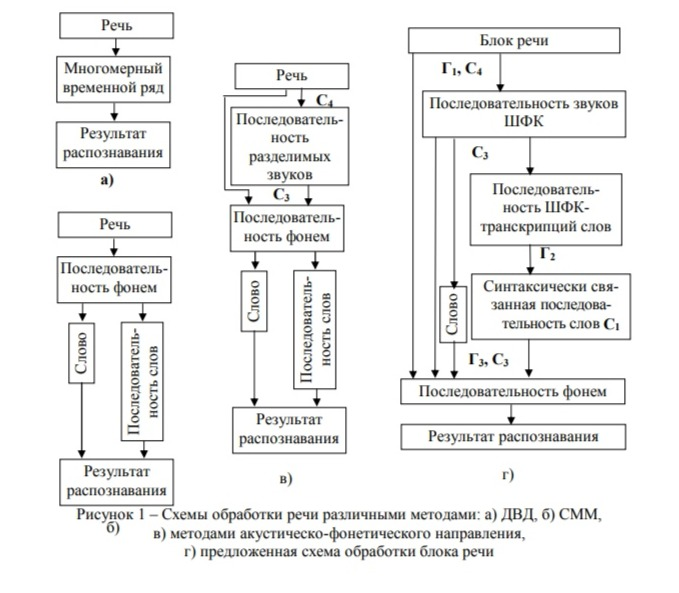 Речь
Многомерный
временной ряд
Результат
распознавания
а)
Речь
Последователь-
ность фонем
Слово
Последователь-
ность слов
Результат
распознавания
б)
Речь
С4
Последователь-
ность
разделимых
звуков
С3
Последователь-
ность фонем
Слово
Последователь-
ность слов
Результат
распознавания
в)
Блок речи
Г1, С4
Последовательность звуков
ШФК
С3
Последователь-
ность ШФК-
транскрипций слов
Г2
Синтаксически свя-
занная последова-
тельность слов С1
Слово
Г3, С3
Последовательность фонем
Результат распознавания
г)
Рисунок 1 – Схемы обработки речи различными методами: а) ДВД, б) СММ,
в) методами акустическо-фонетического направления,
г) предложенная схема обработки блока речи